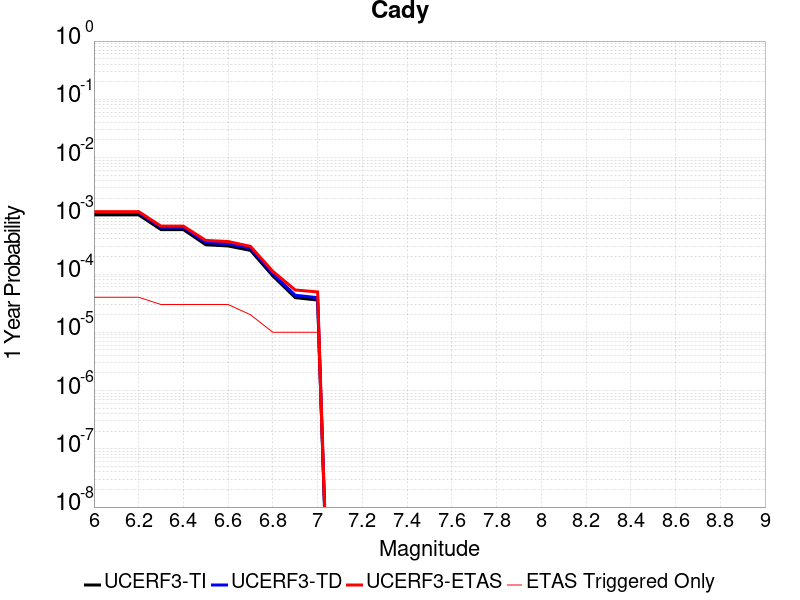 Cady
10^0
10^-1
10^-2
10^-3
10^-4
10^-5
10^-6
10^-7
10^-8
1 Year Probability
6 6.2 6.4 6.6 6.8 7 7.2 7.4 7.6 7.8 8 8.2 8.4 8.6 8.8 9
Magnitude
UCERF3-TI UCERF3-TD UCERF3-ETAS ETAS Triggered Only